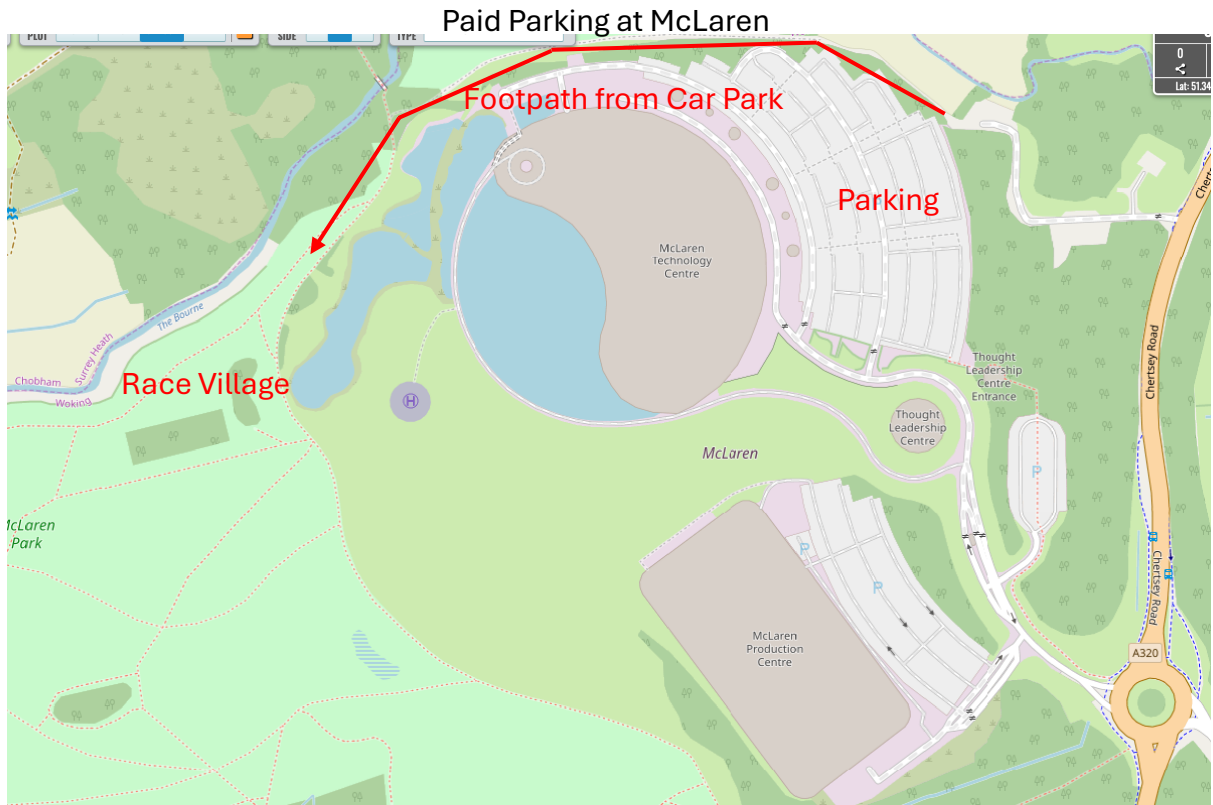 Paid Parking at McLaren
PLOT
SIDE
TYPE
0
Lat: 51.34
Footpath from Car Park
Parking
McLaren
Technology
Centre
The Bourne
Surrey Heath
Chobham
Woking
Race Village
H
Thought
Leadership
Centre
Entrance
Thought
Leadership
Centre
McLaren
Chertsey Road
P
McLaren
Park
P
P
Chertsey Road
McLaren
Production
Centre
A320